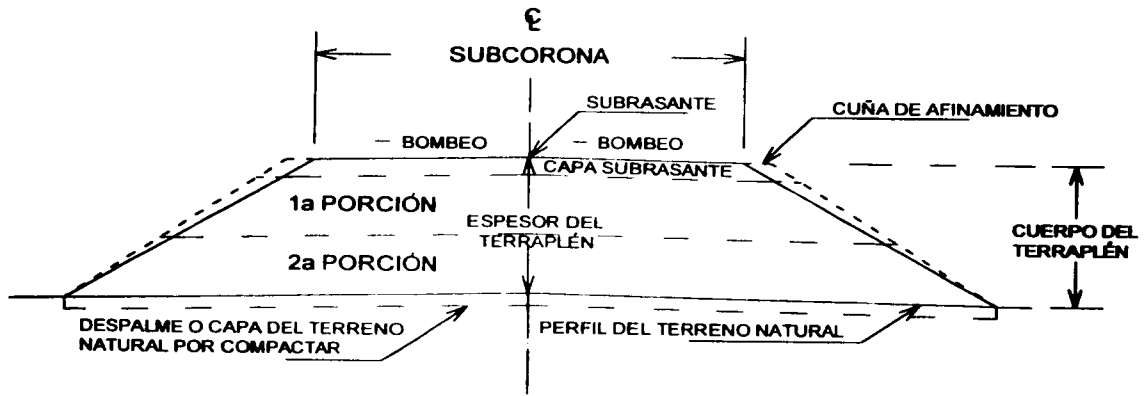 ℄
SUBCORONA
SUBRASANTE
CUÑA DE AFINAMIENTO
BOMBEO
BOMBEO
CAPA SUBRASANTE
1a PORCIÓN
ESPESOR DEL
TERRAPLÉN
CUERPO DEL
TERRAPLÉN
2a PORCIÓN
DESPALME O CAPA DEL TERRENO
NATURAL POR COMPACTAR
PERFIL DEL TERRENO NATURAL